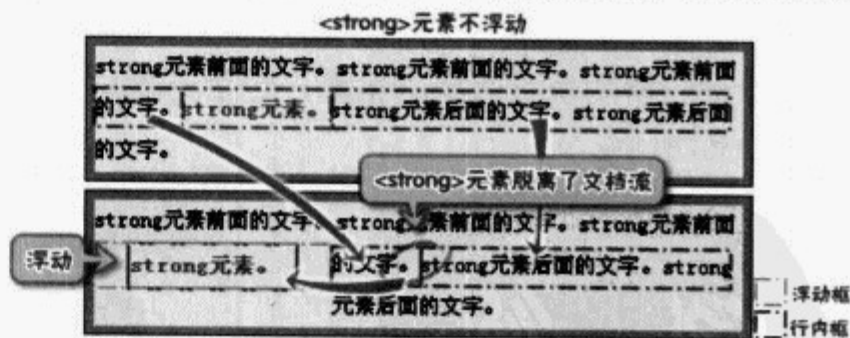 <strong>元素不浮动
strong元素前面的文字。strong元素前面的文字。strong元素前面
的文字。strong元素。strong元素后面的文字。strong元素后面
的文字。
<strong>元素脱离了文档流
strong元素前面的文字。strong元素前面的文字。strong元素前面
浮动
strong元素。 的文字。strong元素后面的文字。strong
元素后面的文字。
浮动框
行内框